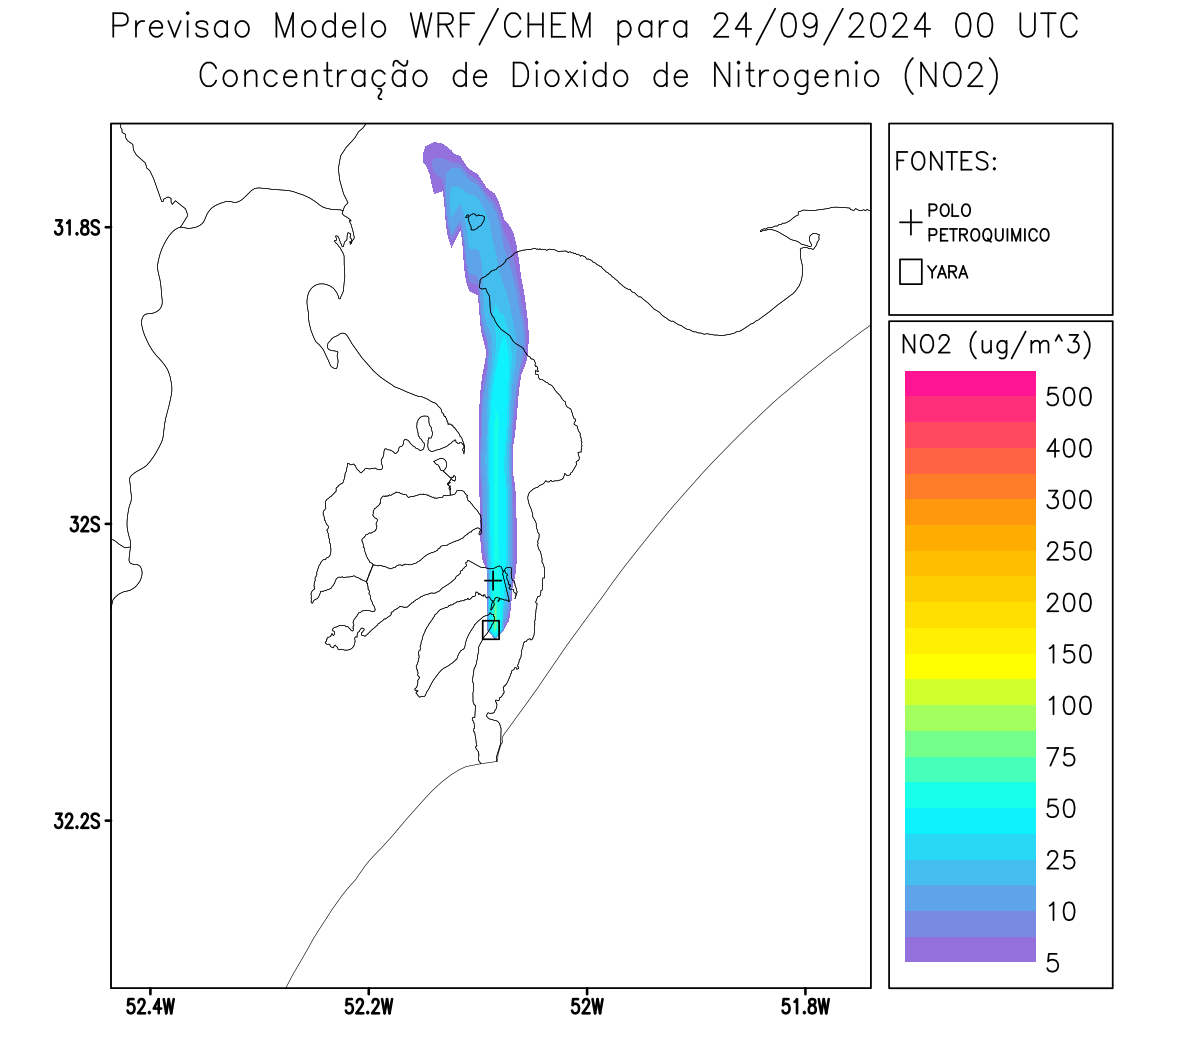 Previsao Modelo WRF/CHEM para 24/09/2024 00 UTC
Concentração de Dioxido de Nitrogenio (NO2)
FONTES:
POLO
PETROQUIMICO
YARA
NO2 (ug/m^3)
500
400
300
250
200
150
100
75
50
25
10
5
31.8S
32S
32.2S
52.4W
52.2W
52W
51.8W